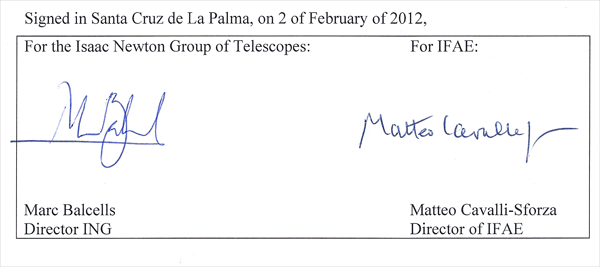 Signed in Santa Cruz de La Palma, on 2 of February of 2012,
For the Isaac Newton Group of Telescopes: For IFAE:
Matteo Cavalli
Marc Balcells Matteo Cavalli-Sforza
Director ING Director of IFAE